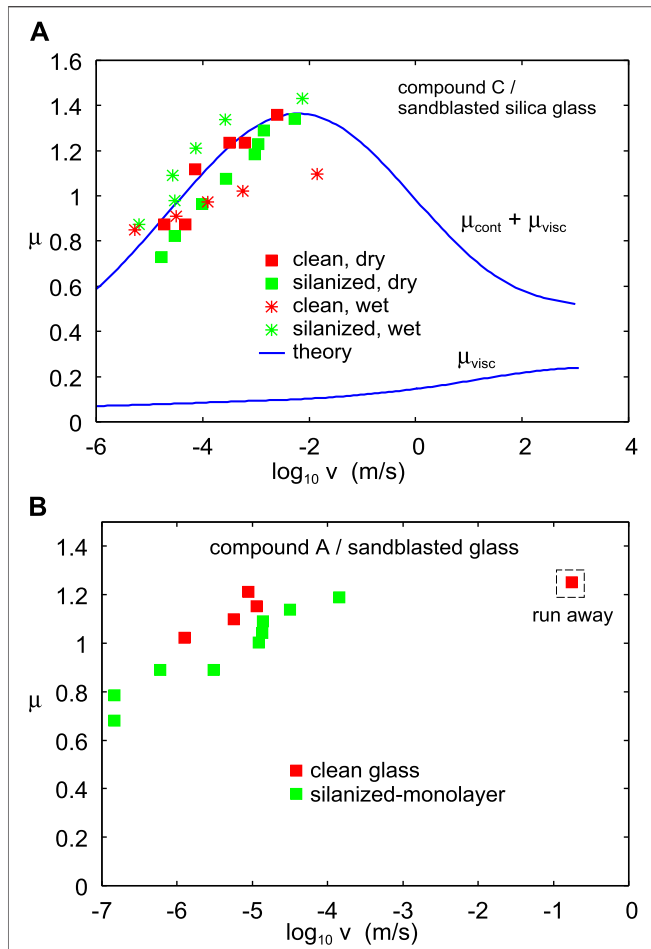 A
1.6
1.4
1.2
1
0.8
0.6
0.4
0.2
0
μ
compound C /
sandblasted silica glass
μcont + μvisc
clean, dry
silanized, dry
clean, wet
silanized, wet
theory
μvisc
-6
-4
-2
0
2
4
log10 v (m/s)
B
1.4
1.2
1
0.8
0.6
0.4
0.2
0
μ
compound A / sandblasted glass
run away
clean glass
silanized-monolayer
-7
-6
-5
-4
-3
-2
-1
0
log10 v (m/s)